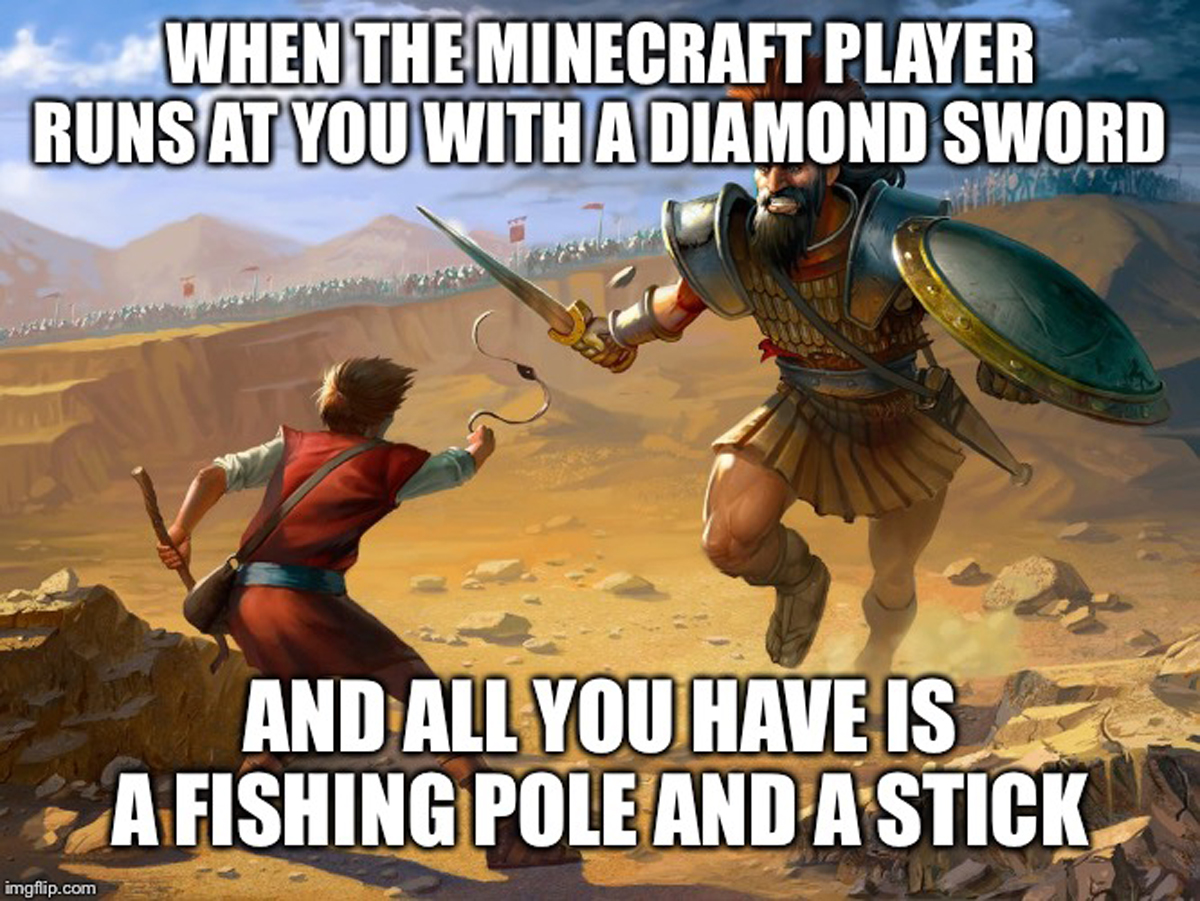 WHEN THE MINECRAFT PLAYER
RUNS AT YOU WITH A DIAMOND SWORD
AND ALL YOU HAVE IS
A FISHING POLE AND A STICK
imgflip.com